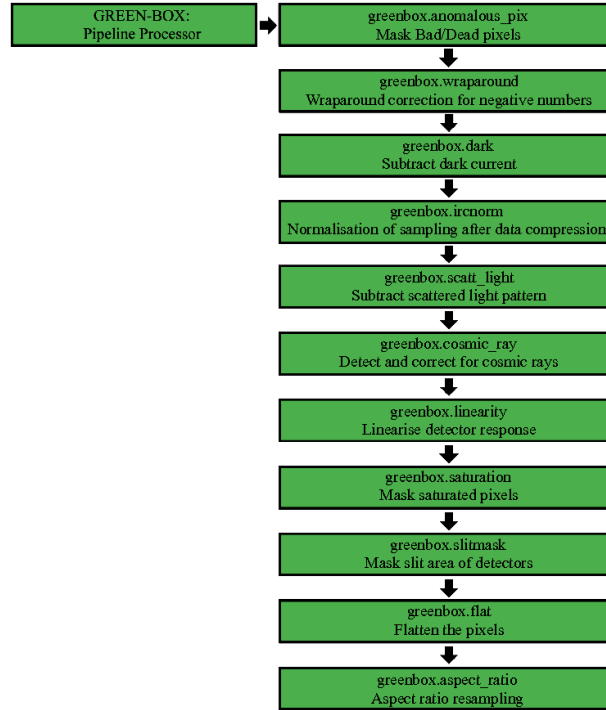 GREEN-BOX:
Pipeline Processor
greenbox.anomalous_pix
Mask Bad/Dead pixels
greenbox.wraparound
Wraparound correction for negative numbers
greenbox.dark
Subtract dark current
greenbox.ircnorm
Normalisation of sampling after data compression
greenbox.scatt_light
Subtract scattered light pattern
greenbox.cosmic_ray
Detect and correct for cosmic rays
greenbox.linearity
Linearise detector response
greenbox.saturation
Mask saturated pixels
greenbox.slitmask
Mask slit area of detectors
greenbox.flat
Flatten the pixels
greenbox.aspect_ratio
Aspect ratio resampling